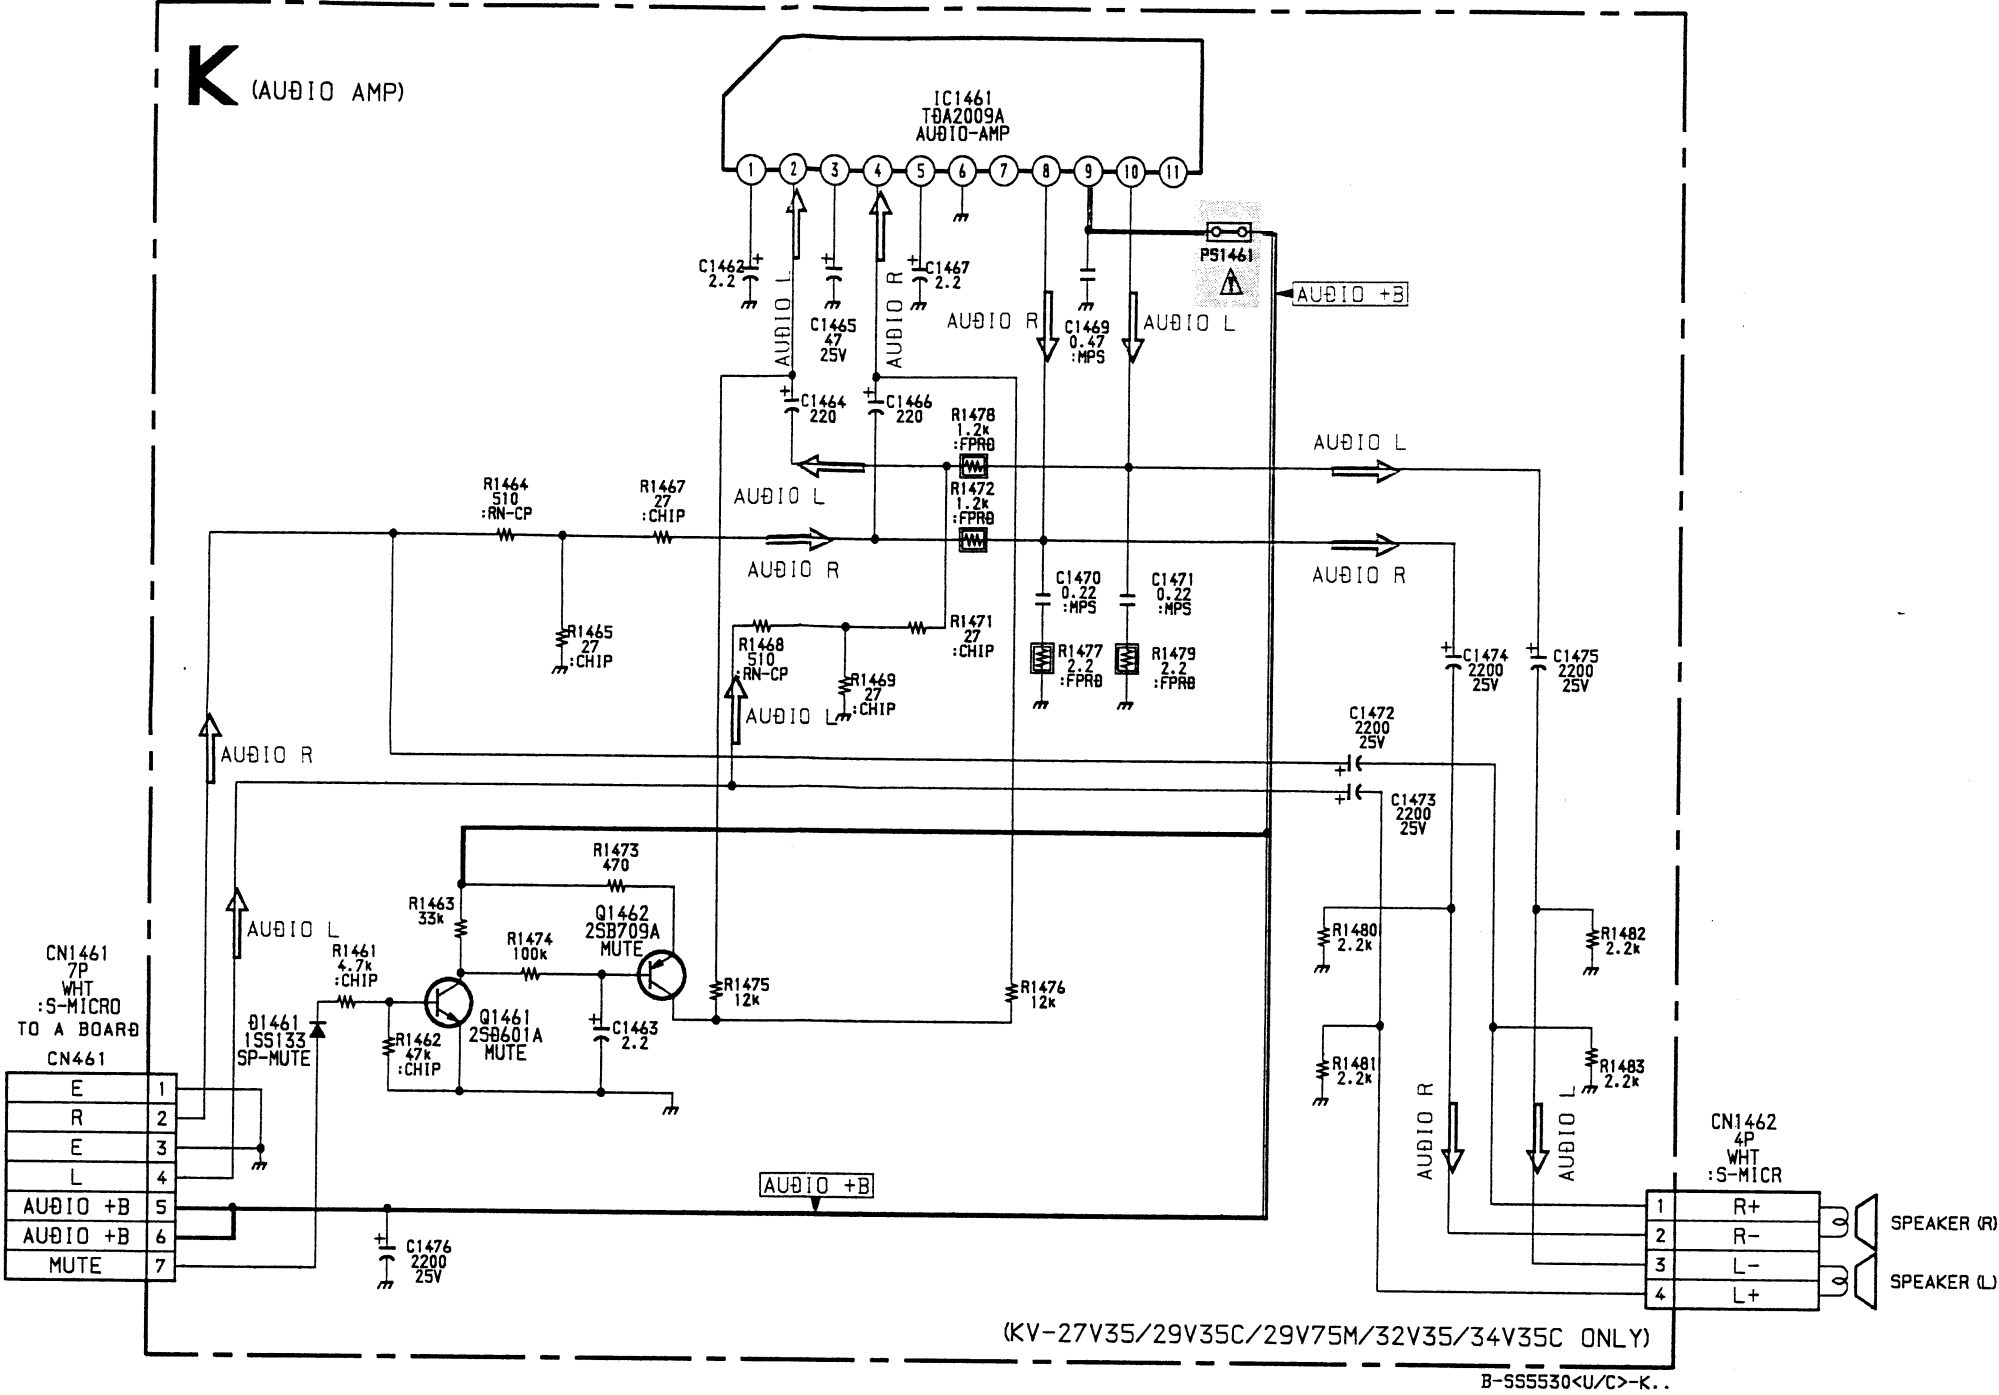 K (AUDIO AMP)
IC1461
TDA2009A
AUDIO-AMP
1 2 3 4 5 6 7 8 9 10 11
C1462
2.2
AUDIO L
C1465
47
25V
AUDIO R
C1467
2.2
AUDIO R
C1469
0.47
:MPS
AUDIO L
PS1461
AUDIO +B
C1464
220
C1466
220
R1478
1.2k
:FPRD
AUDIO L
R1464
510
:RN-CP
R1467
27
:CHIP
AUDIO L
R1472
1.2k
:FPRD
AUDIO R
AUDIO R
R1465
27
:CHIP
C1470
0.22
:MPS
C1471
0.22
:MPS
R1468
510
:RN-CP
R1471
27
:CHIP
R1469
27
:CHIP
R1477
2.2
:FPRD
R1479
2.2
:FPRD
C1474
2200
25V
C1475
2200
25V
AUDIO L
AUDIO R
C1472
2200
25V
C1473
2200
25V
R1473
470
R1463
33k
Q1462
2SB709A
MUTE
AUDIO L
R1461
4.7k
:CHIP
R1474
100k
R1475
12k
R1476
12k
R1480
2.2k
R1482
2.2k
CN1461
7P
WHT
:S-MICRO
TO A BOARD
CN461
D1461
1SS133
SP-MUTE
R1462
47k
:CHIP
Q1461
2SD601A
MUTE
C1463
2.2
R1481
2.2k
R1483
2.2k
E 1
R 2
E 3
L 4
AUDIO +B 5
AUDIO +B 6
MUTE 7
C1476
2200
25V
AUDIO +B
AUDIO R
AUDIO L
CN1462
4P
WHT
:S-MICR
1 R+
2 R-
3 L-
4 L+
SPEAKER (R)
SPEAKER (L)
(KV-27V35/29V35C/29V75M/32V35/34V35C ONLY)
B-SS5530<U/C>-K..